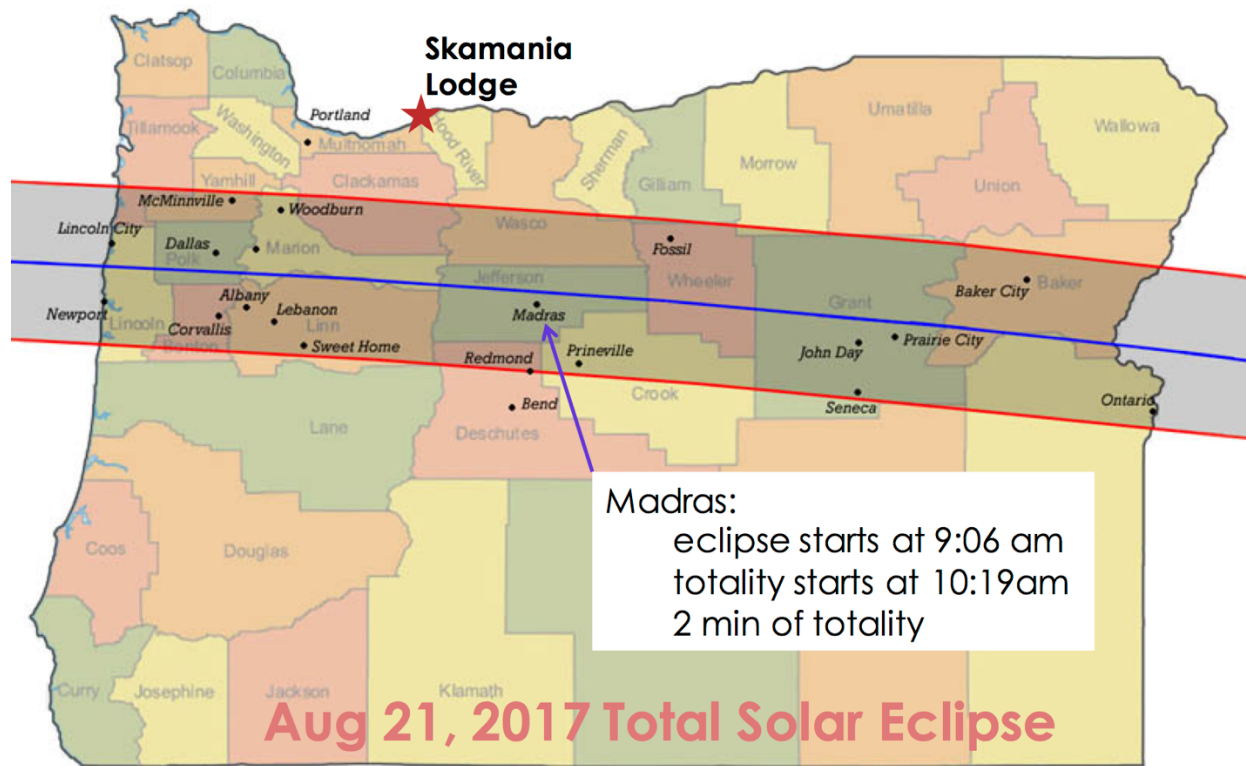 Skamania
Lodge
Clatsop
Columbia
Portland
Tillamook
Washington
Multnomah
Hood River
Sherman
Gilliam
Morrow
Umatilla
Wallowa
Union
Yamhill
Clackamas
McMinnville
Woodburn
Wasco
Lincoln City
Dallas
Polk
Marion
Fossil
Wheeler
Jefferson
Grant
Baker City
Baker
Newport
Lincoln
Albany
Lebanon
Corvallis
Linn
Benton
Sweet Home
Madras
Redmond
Prineville
John Day
Prairie City
Crook
Seneca
Ontario
Bend
Lane
Deschutes
Madras:
eclipse starts at 9:06 am
totality starts at 10:19am
2 min of totality
Coos
Douglas
Curry
Josephine
Jackson
Klamath
Aug 21, 2017 Total Solar Eclipse